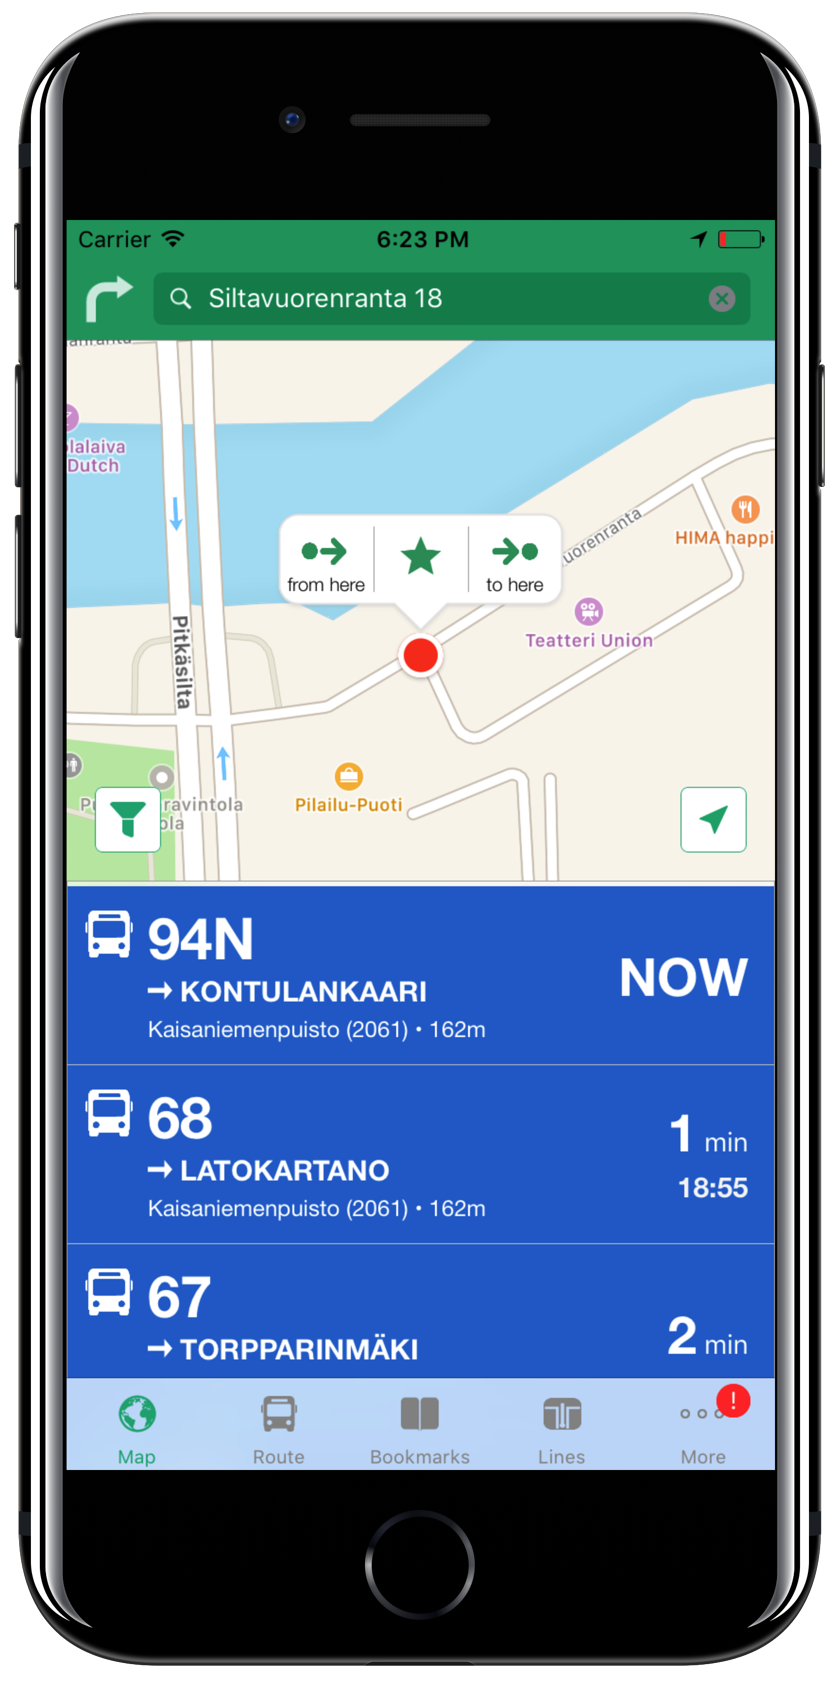 Carrier 6:23 PM
Siltavuorenranta 18
lalaiva
Dutch
uorenranta
HIMA happi
from here
to here
Teatteri Union
Pitkäsilta
Pilailu-Puoti
ravintola
ola
94N
→ KONTULANKAARI
NOW
Kaisaniemenpuisto (2061) • 162m
68
1 min
→ LATOKARTANO
18:55
Kaisaniemenpuisto (2061) • 162m
67
→ TORPPARINMÄKI
2 min
!
Map
Route
Bookmarks
Lines
More